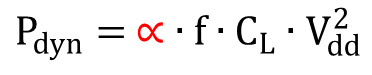 P_dyn = ∝ · f · C_L · V_dd^2